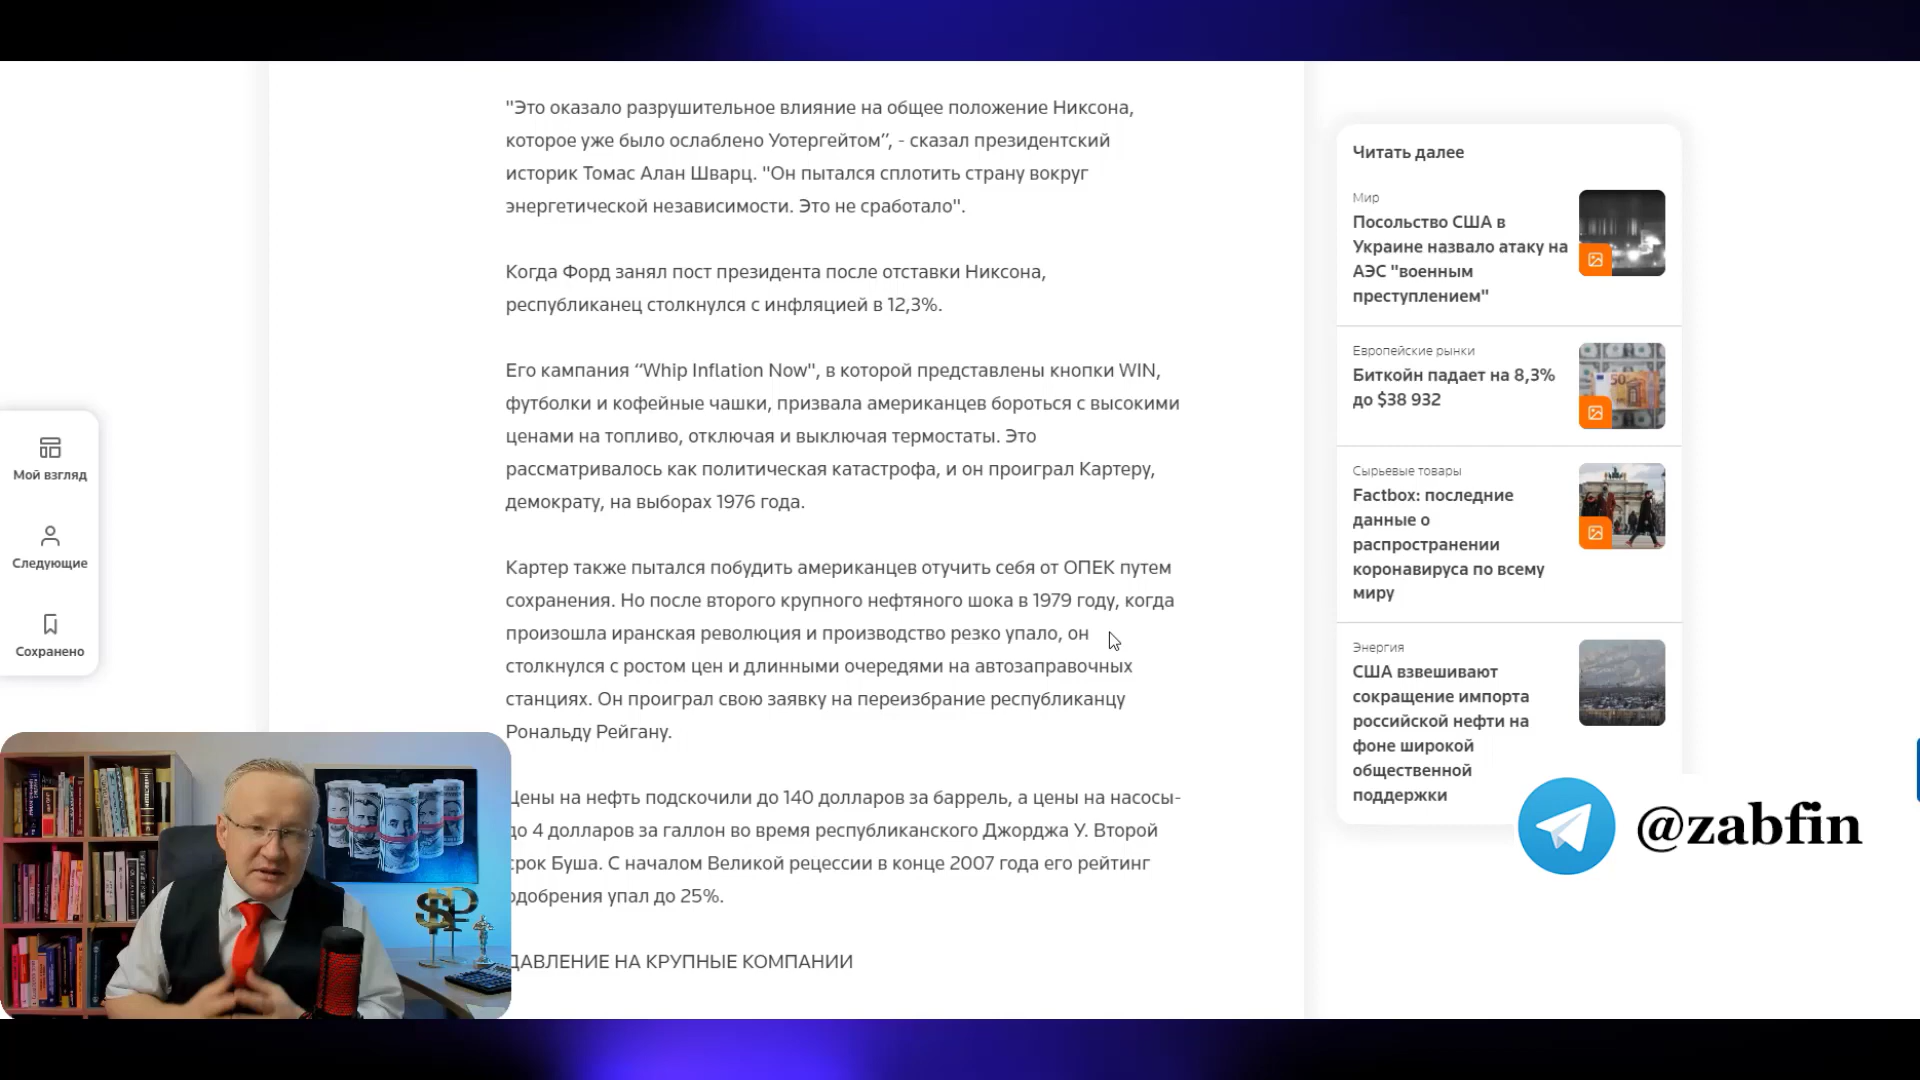 "Это оказало разрушительное влияние на общее положение Никсона,
которое уже было ослаблено Уотергейтом”, - сказал президентский
историк Томас Алан Шварц. "Он пытался сплотить страну вокруг
энергетической независимости. Это не сработало".
Когда Форд занял пост президента после отставки Никсона,
республиканец столкнулся с инфляцией в 12,3%.
Его кампания “Whip Inflation Now", в которой представлены кнопки WIN,
футболки и кофейные чашки, призвала американцев бороться с высокими
ценами на топливо, отключая и выключая термостаты. Это
рассматривалось как политическая катастрофа, и он проиграл Картеру,
демократу, на выборах 1976 года.
Картер также пытался побудить американцев отучить себя от ОПЕК путем
сохранения. Но после второго крупного нефтяного шока в 1979 году, когда
произошла иранская революция и производство резко упало, он
столкнулся с ростом цен и длинными очередями на автозаправочных
станциях. Он проиграл свою заявку на переизбрание республиканцу
Рональду Рейгану.
Цены на нефть подскочили до 140 долларов за баррель, а цены на насосы-
до 4 долларов за галлон во время республиканского Джорджа У. Второй
срок Буша. С началом Великой рецессии в конце 2007 года его рейтинг
одобрения упал до 25%.
ДАВЛЕНИЕ НА КРУПНЫЕ КОМПАНИИ
Мой взгляд
Следующие
Сохранено
Читать далее
Мир
Посольство США в
Украине назвало атаку на
АЭС "военным
преступлением"
Европейские рынки
Биткойн падает на 8,3%
до $38 932
Сырьевые товары
Factbox: последние
данные о
распространении
коронавируса по всему
миру
Энергия
США взвешивают
сокращение импорта
российской нефти на
фоне широкой
общественной
поддержки
@zabfin